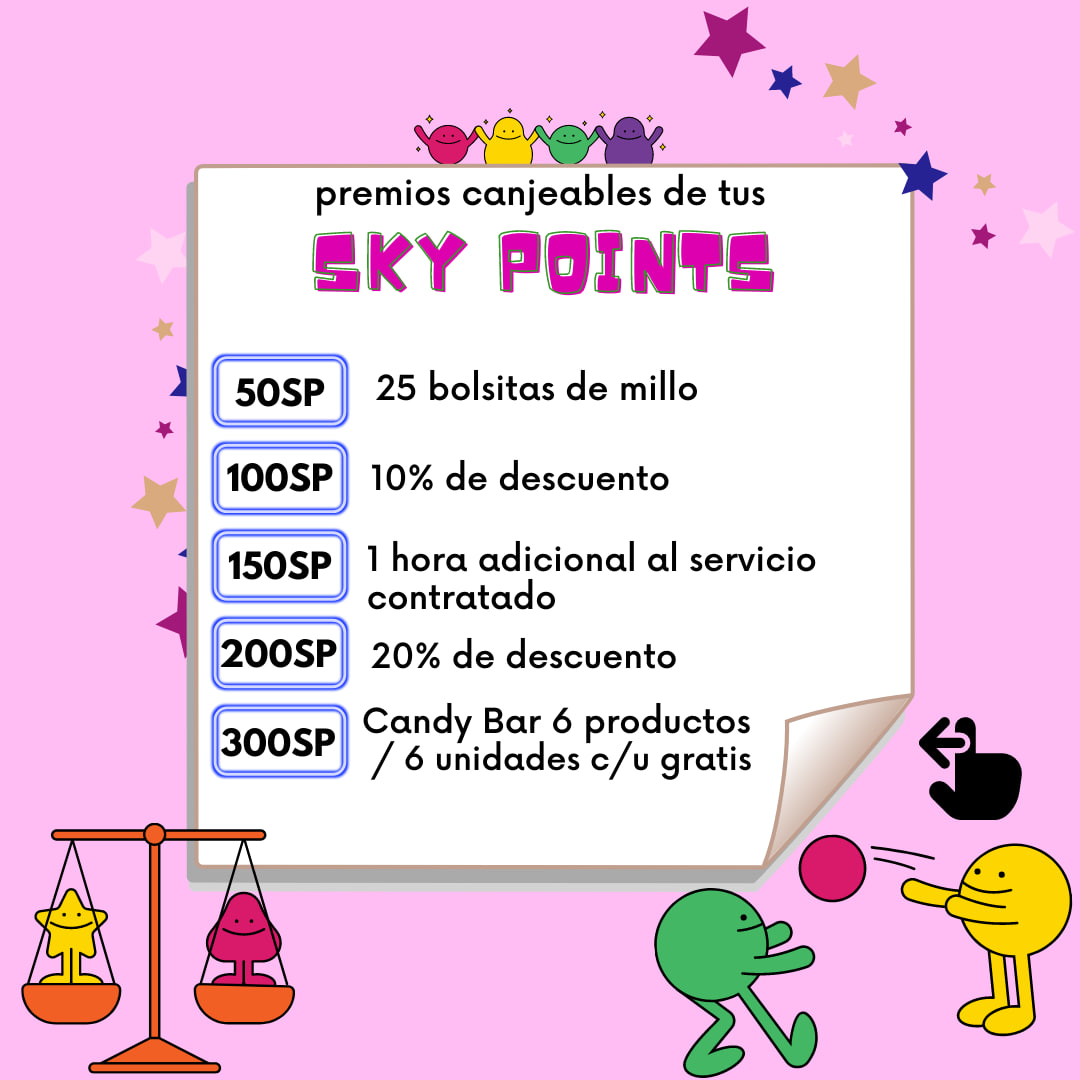 premios canjeables de tus
SKY POINTS
50SP 25 bolsitas de millo
100SP 10% de descuento
150SP 1 hora adicional al servicio
contratado
200SP 20% de descuento
300SP Candy Bar 6 productos
/ 6 unidades c/u gratis